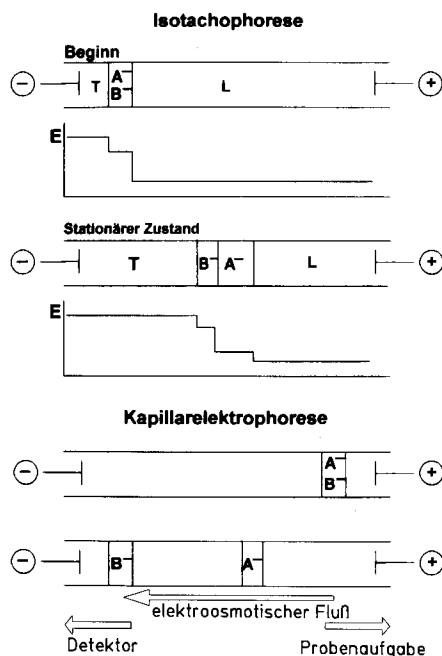 Isotachophorese
Beginn
⊖ T A⁻ L ⊕
B⁻
E
Stationärer Zustand
⊖ T B⁻ A⁻ L ⊕
E
Kapillarelektrophorese
⊖ A⁻ ⊕
B⁻
⊖ B⁻ A⁻ ⊕
elektroosmotischer Fluß
Detektor Probenaufgabe